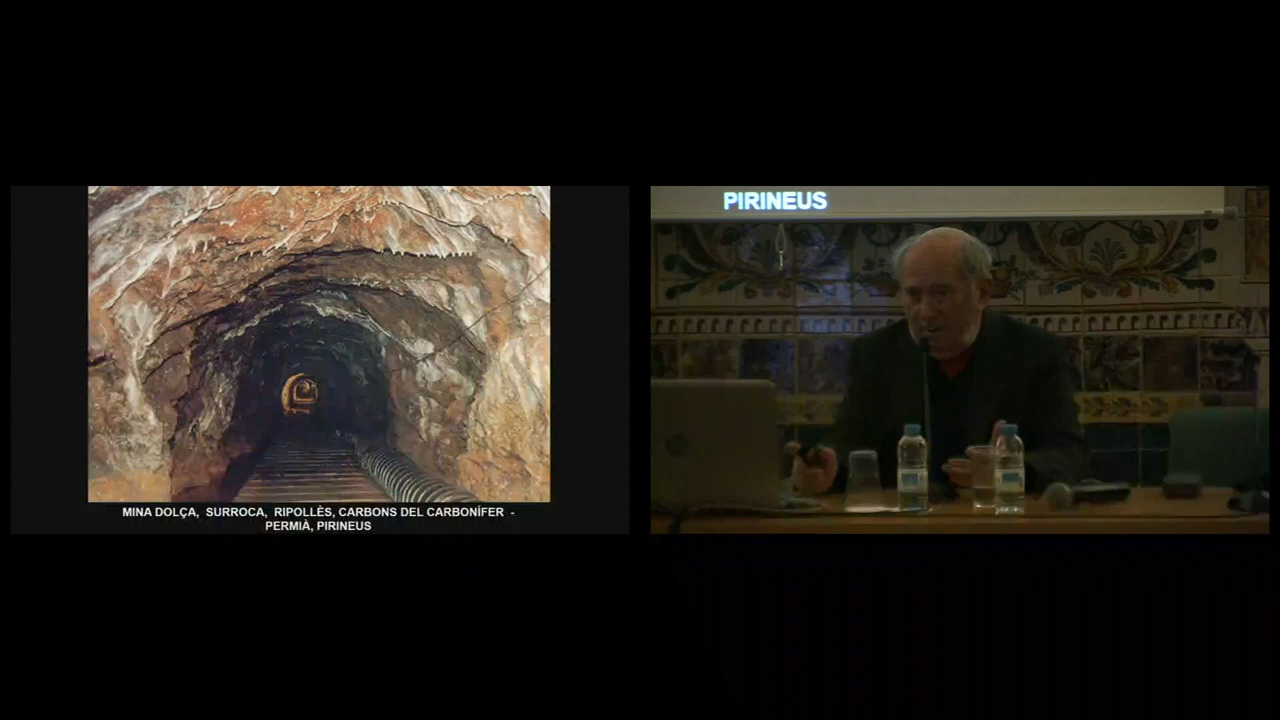 MINA DOLÇA, SURROCA, RIPOLLÈS, CARBONS DEL CARBONÍFER -
PERMIÀ, PIRINEUS
PIRINEUS